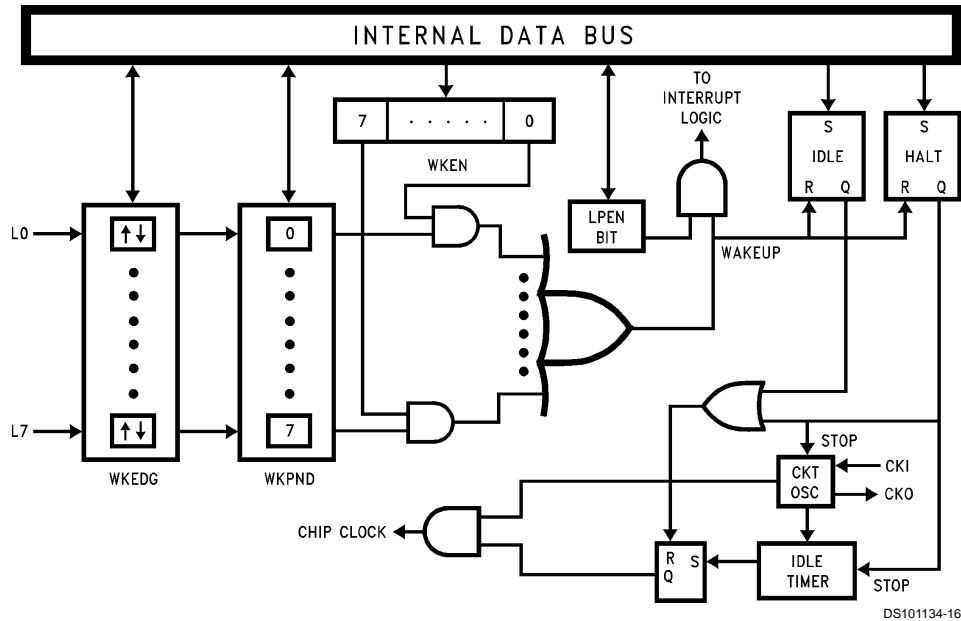 INTERNAL DATA BUS
TO
INTERRUPT
LOGIC
7 · · · · · 0
WKEN
S
IDLE
R Q
S
HALT
R Q
LPEN
BIT
WAKEUP
L0
↑↓
0
L7
↑↓
7
WKEDG
WKPND
STOP
CKT
OSC
CKI
CKO
CHIP CLOCK
R S
Q
IDLE
TIMER
STOP
DS101134-16